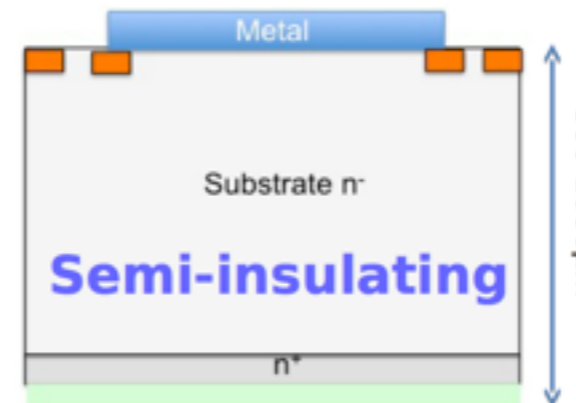 Metal
Substrate n⁻
Semi-insulating
n⁺